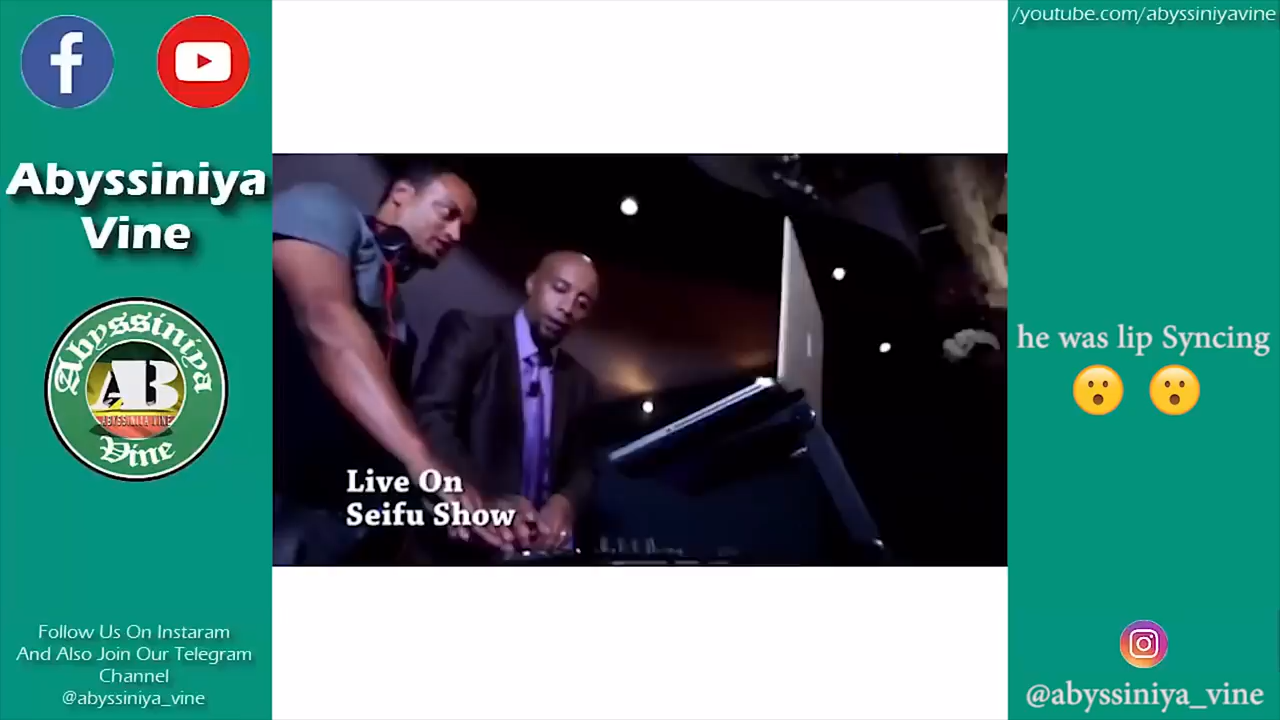 /youtube.com/abyssiniyavine
Abyssiniya
Vine
Abyssiniya
AB
ABYSSINIYA VINE
Vine
Live On
Seifu Show
he was lip Syncing
Follow Us On Instaram
And Also Join Our Telegram
Channel
@abyssiniya_vine
@abyssiniya_vine